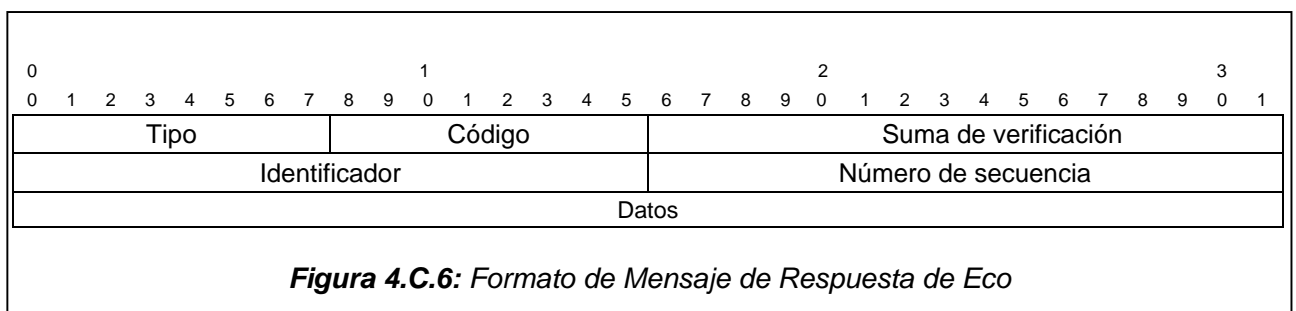 0 1 2 3
0 1 2 3 4 5 6 7 8 9 0 1 2 3 4 5 6 7 8 9 0 1 2 3 4 5 6 7 8 9 0 1
Tipo Código Suma de verificación
Identificador Número de secuencia
Datos
Figura 4.C.6: Formato de Mensaje de Respuesta de Eco